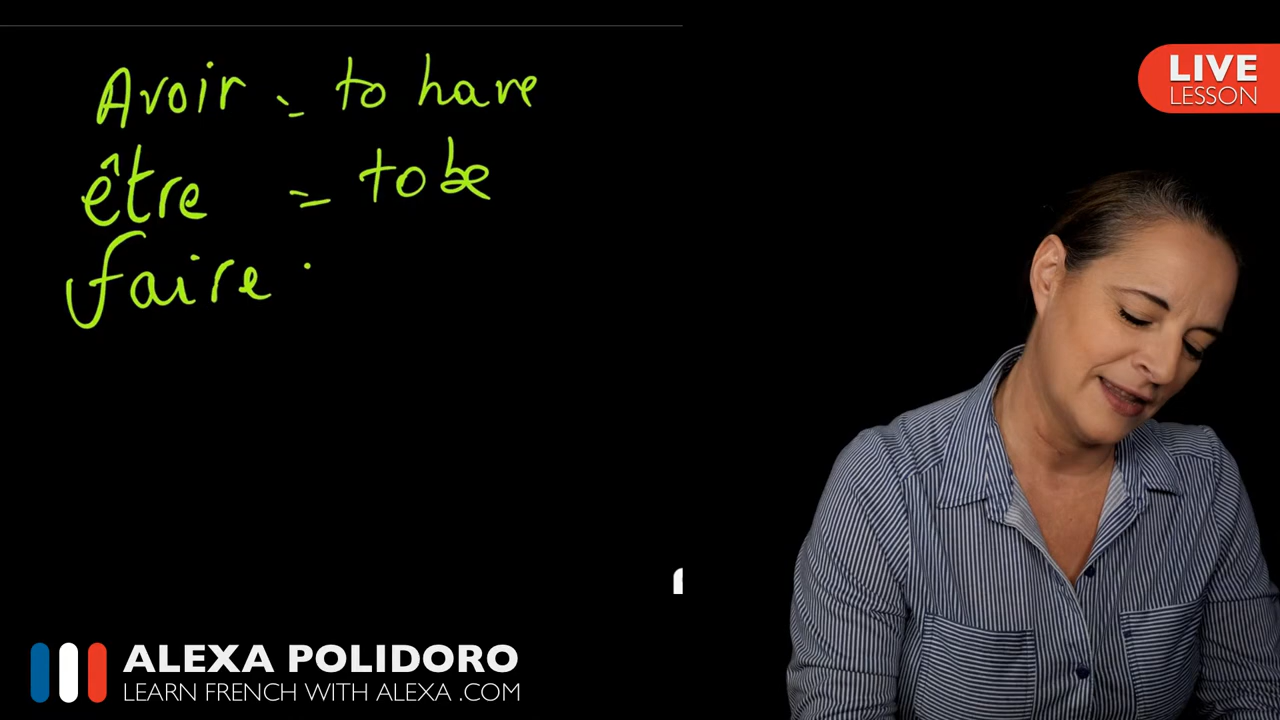 Avoir = to have
être = to be
faire
LIVE
LESSON
ALEXA POLIDORO
LEARN FRENCH WITH ALEXA .COM